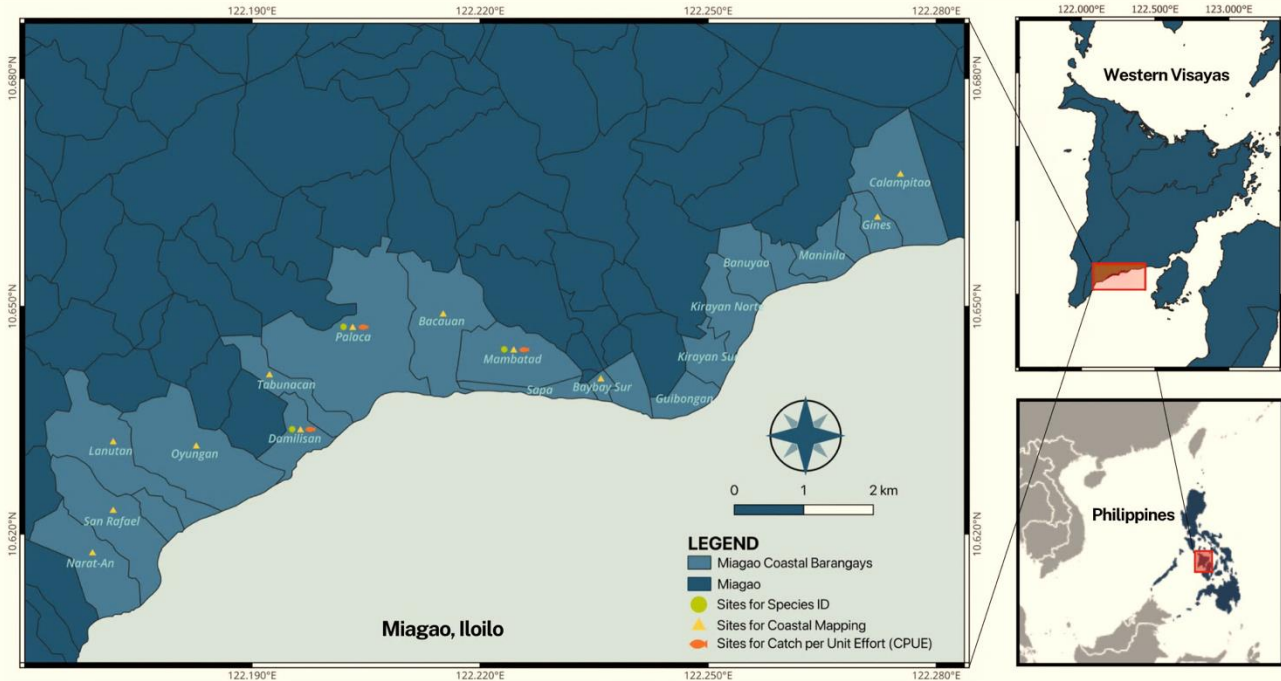 122.190°E
122.220°E
122.250°E
122.280°E
10.680°N
10.680°N
10.650°N
10.650°N
10.620°N
10.620°N
Calampitao
Gines
Maninila
Banuyao
Kirayan Norte
Kirayan Sur
Guibongan
Baybay Sur
Sapa
Mambatad
Bacauan
Palaca
Tabunacan
Damilisan
Oyungan
Lanutan
San Rafael
Narat-An
0 1 2 km
LEGEND
Miagao Coastal Barangays
Miagao
Sites for Species ID
Sites for Coastal Mapping
Sites for Catch per Unit Effort (CPUE)
Miagao, Iloilo
122.190°E
122.220°E
122.250°E
122.280°E
122.000°E
122.500°E
123.000°E
Western Visayas
Philippines